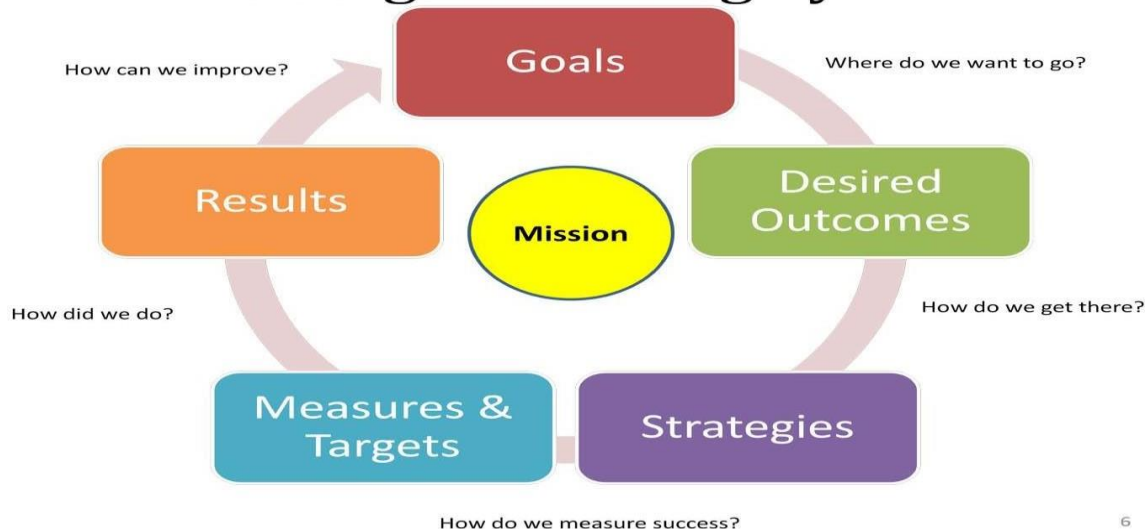 Goals
How can we improve?
Where do we want to go?
Results
Desired
Outcomes
Mission
How did we do?
How do we get there?
Measures &
Targets
Strategies
How do we measure success?
6